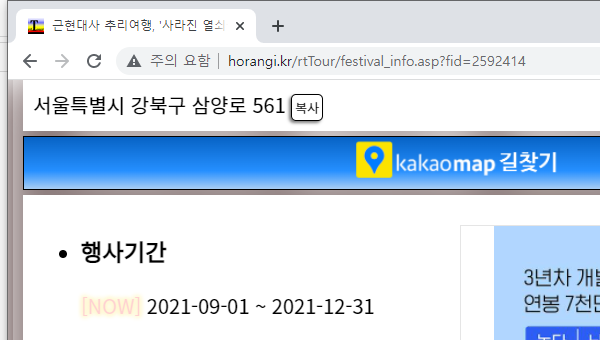 근현대사 추리여행, '사라진 열쇠
주의 요함 | horangi.kr/rtTour/festival_info.asp?fid=2592414
서울특별시 강북구 삼양로 561 복사
kakaomap 길찾기
행사기간
[NOW] 2021-09-01 ~ 2021-12-31
3년차 개발
연봉 7천만